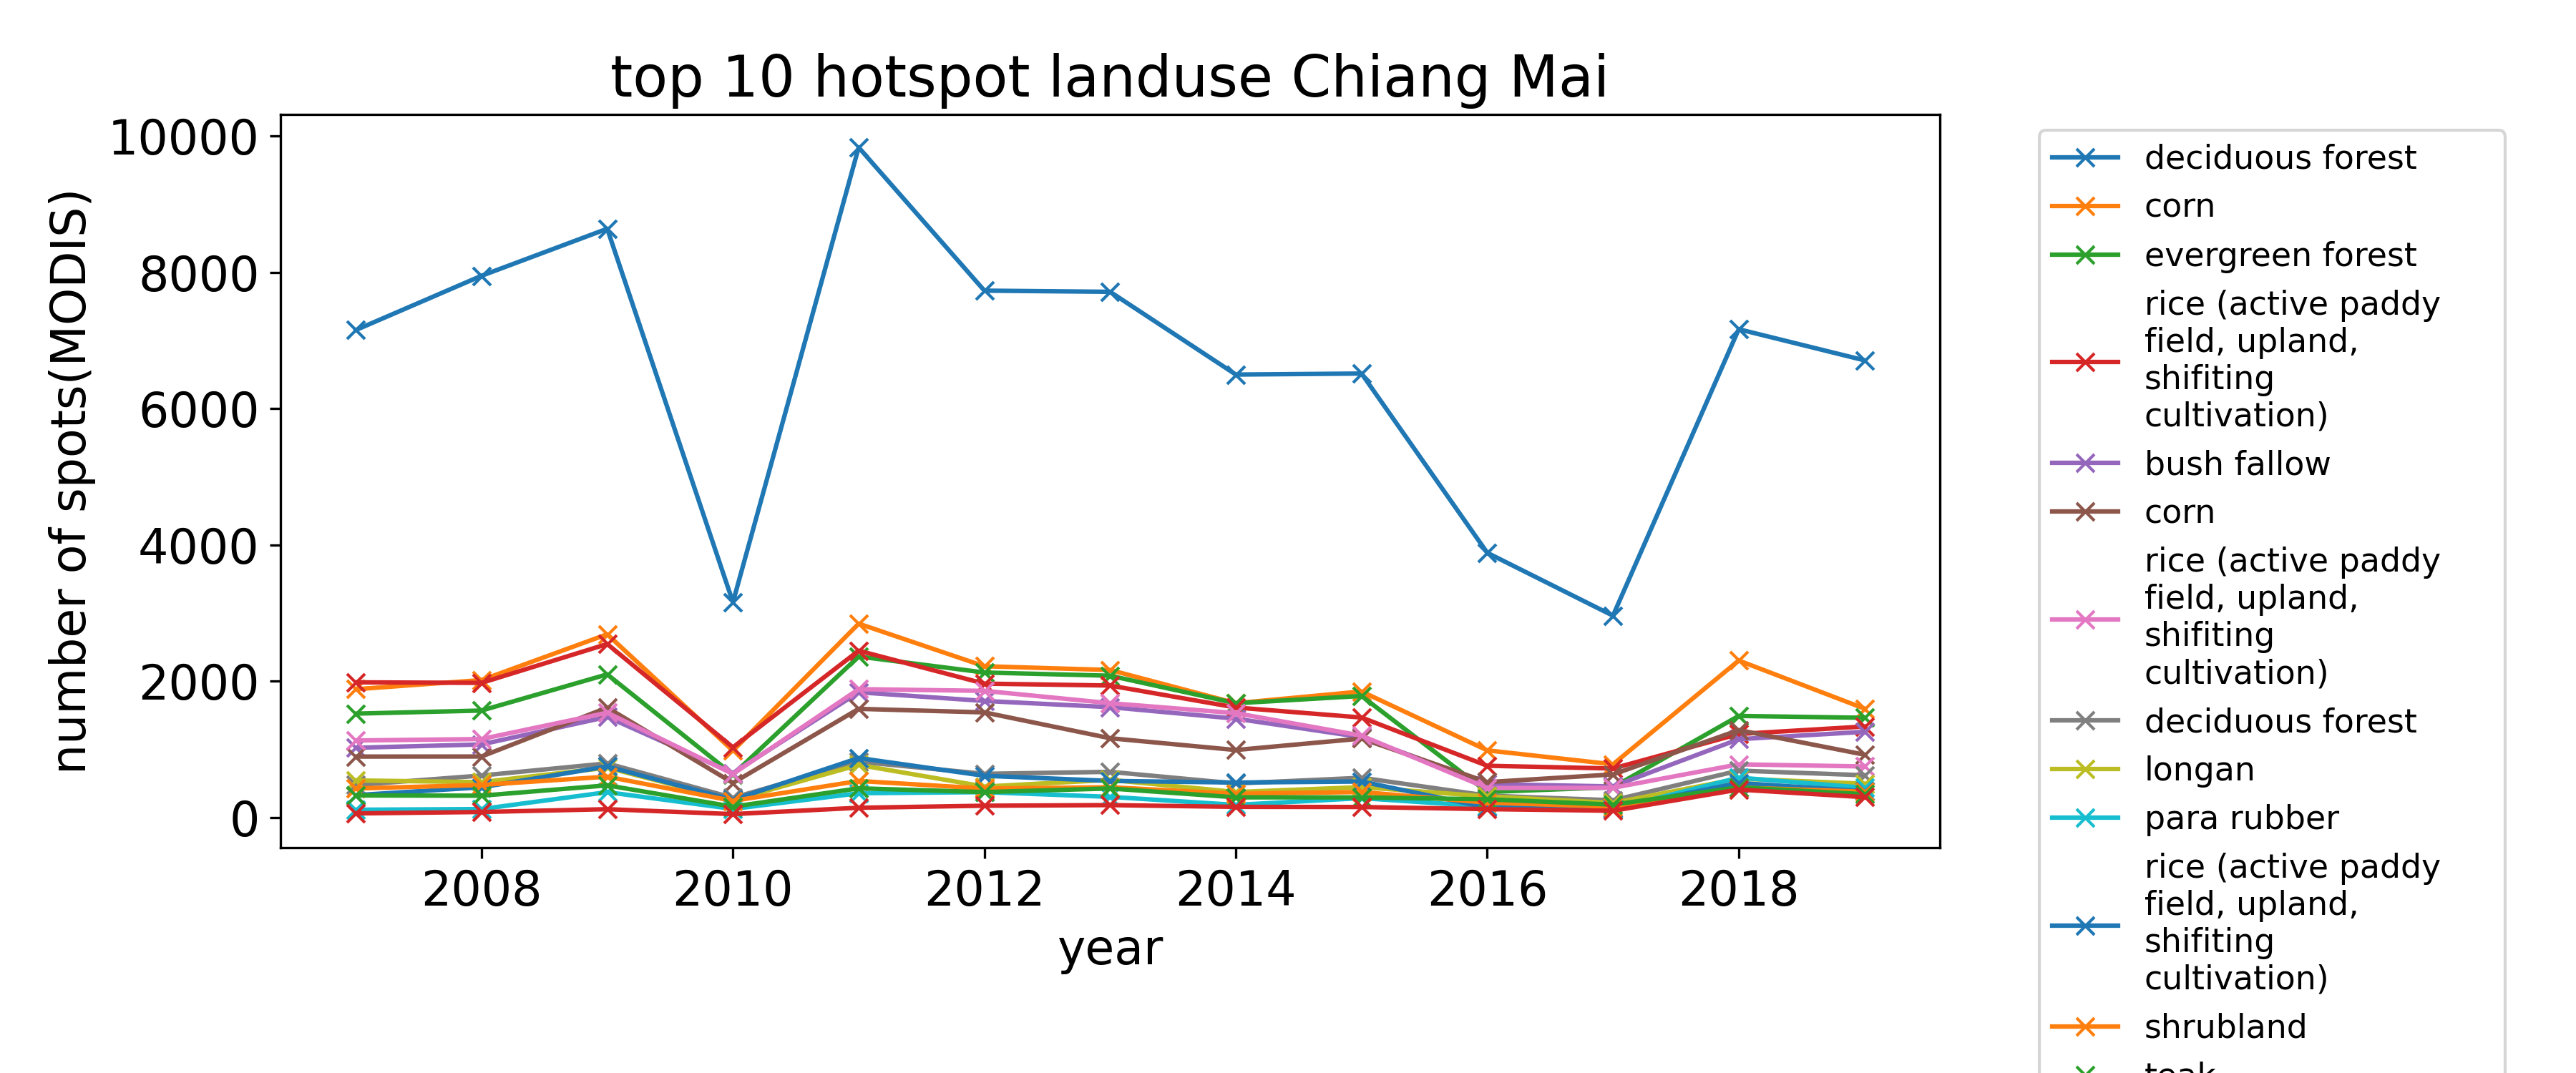 top 10 hotspot landuse Chiang Mai
number of spots(MODIS)
10000
8000
6000
4000
2000
0
2008 2010 2012 2014 2016 2018
year
deciduous forest
corn
evergreen forest
rice (active paddy
field, upland,
shifiting
cultivation)
bush fallow
corn
rice (active paddy
field, upland,
shifiting
cultivation)
deciduous forest
longan
para rubber
rice (active paddy
field, upland,
shifiting
cultivation)
shrubland
teak